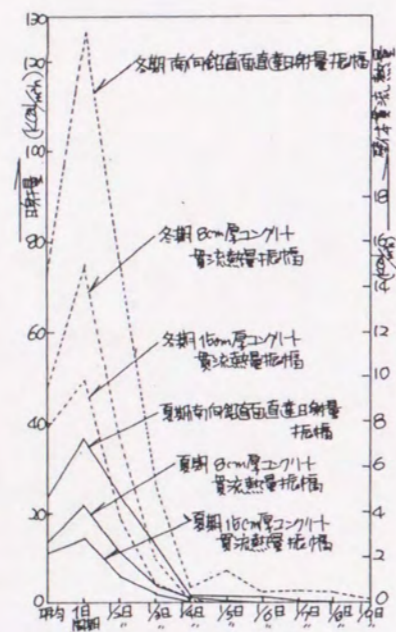 130
100
80
60
40
20
0
日射量 (kcal/m²h)
冬期 南向鉛直面直達日射量振幅
冬期 8cm厚コンクリート
貫流熱量振幅
冬期 15cm厚コンクリート
貫流熱量振幅
夏期南向鉛直面直達日射量
振幅
夏期 8cm厚コンクリート
貫流熱量振幅
夏期 15cm厚コンクリート
貫流熱量振幅
貫流熱量
18
16
14
12
10
8
6
4
2
0
平均 1日 1/2日 1/3日 1/4日 1/5日 1/6日 1/7日 1/8日 1/9日
周期 〃 〃 〃 〃 〃 〃 〃 〃